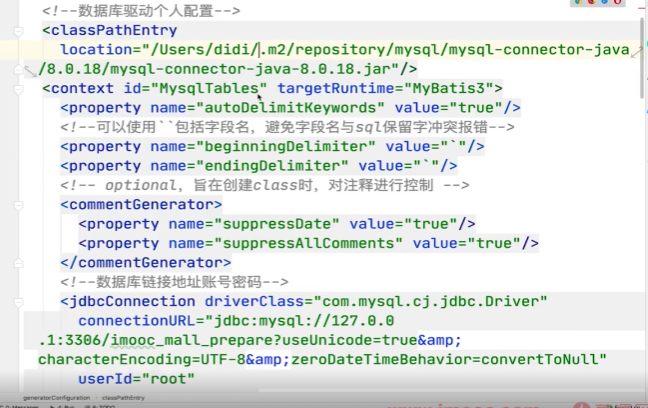 <!--数据库驱动个人配置-->
<classPathEntry
location="/Users/didi/.m2/repository/mysql/mysql-connector-java
/8.0.18/mysql-connector-java-8.0.18.jar"/>
<context id="MysqlTables" targetRuntime="MyBatis3">
<property name="autoDelimitKeywords" value="true"/>
<!--可以使用``包括字段名，避免字段名与sql保留字冲突报错-->
<property name="beginningDelimiter" value="`"/>
<property name="endingDelimiter" value="`"/>
<!-- optional，旨在创建class时，对注释进行控制 -->
<commentGenerator>
<property name="suppressDate" value="true"/>
<property name="suppressAllComments" value="true"/>
</commentGenerator>
<!--数据库链接地址账号密码-->
<jdbcConnection driverClass="com.mysql.cj.jdbc.Driver"
connectionURL="jdbc:mysql://127.0.0
.1:3306/imooc_mall_prepare?useUnicode=true&amp;
characterEncoding=UTF-8&amp;zeroDateTimeBehavior=convertToNull"
userId="root"
generatorConfiguration › classPathEntry